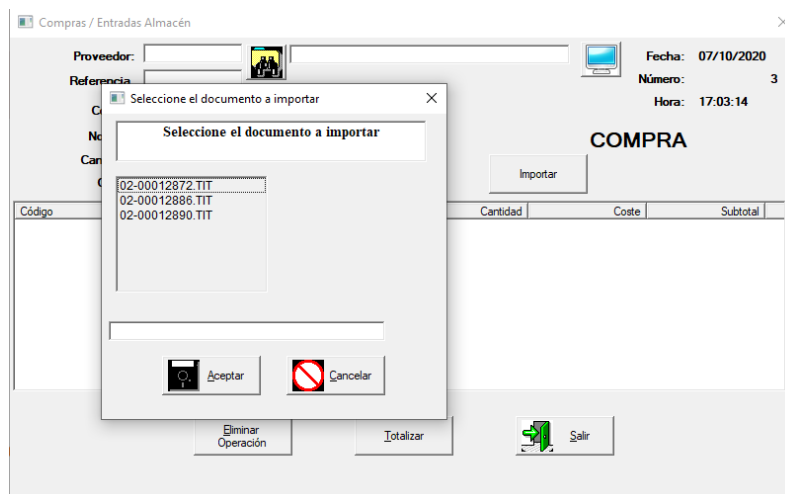 Compras / Entradas Almacén
Proveedor:
Fecha: 07/10/2020
Referencia
Número: 3
Hora: 17:03:14
COMPRA
Importar
Seleccione el documento a importar
Seleccione el documento a importar
02-00012872.TIT
02-00012886.TIT
02-00012890.TIT
Aceptar
Cancelar
Código
Cantidad
Coste
Subtotal
Eliminar
Operación
Totalizar
Salir